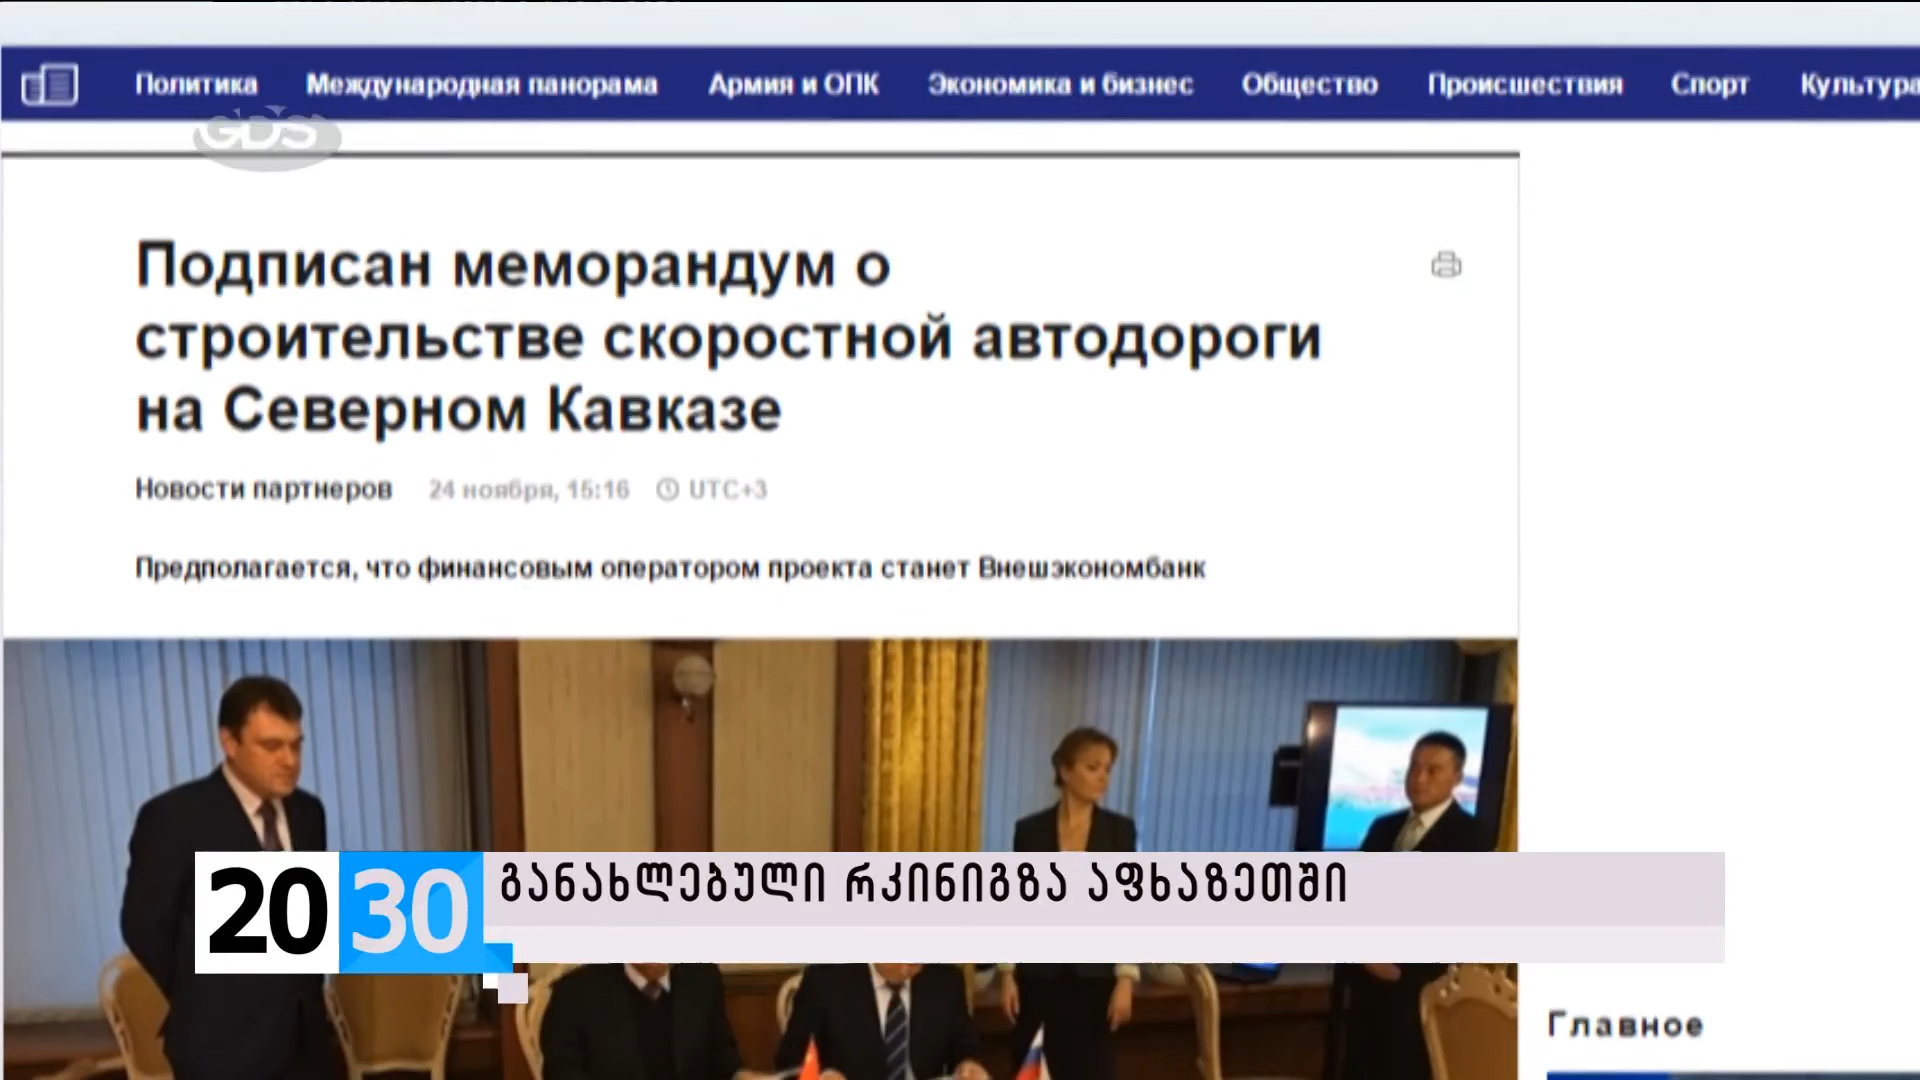 Политика Международная панорама Армия и ОПК Экономика и бизнес Общество Происшествия Спорт Культура
GDS
Подписан меморандум о
строительстве скоростной автодороги
на Северном Кавказе
Новости партнеров 24 ноября, 15:16 UTC+3
Предполагается, что финансовым оператором проекта станет Внешэкономбанк
20 30 განახლებული რკინიგზა აფხაზეთში
Главное